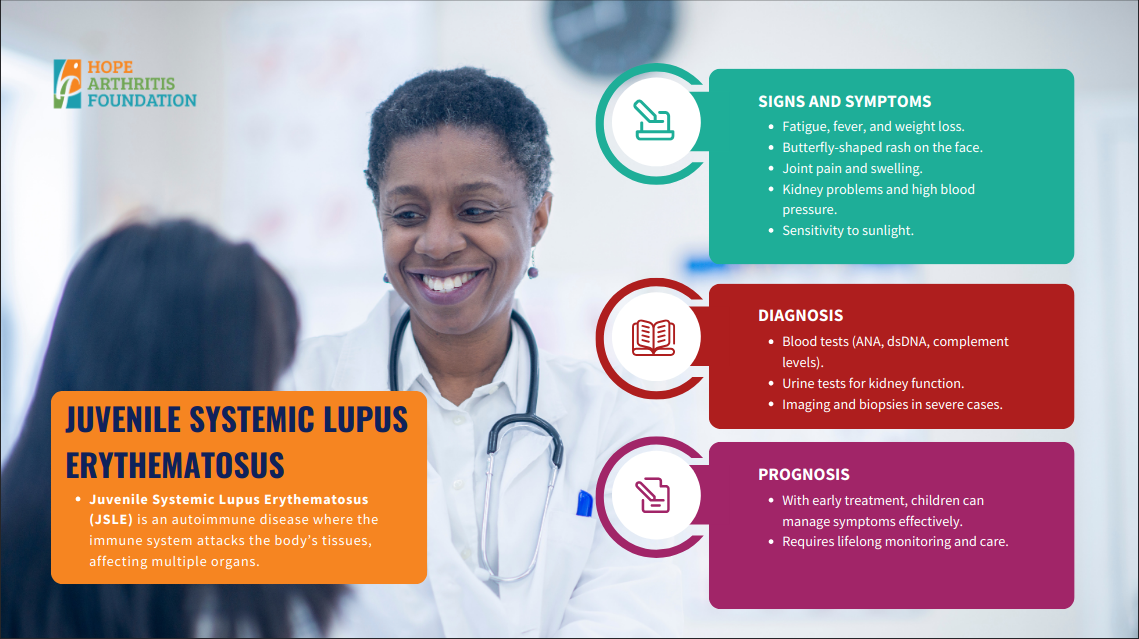 HOPE
ARTHRITIS
FOUNDATION
JUVENILE SYSTEMIC LUPUS
ERYTHEMATOSUS
• Juvenile Systemic Lupus Erythematosus
(JSLE) is an autoimmune disease where the
immune system attacks the body's tissues,
affecting multiple organs.
SIGNS AND SYMPTOMS
• Fatigue, fever, and weight loss.
• Butterfly-shaped rash on the face.
• Joint pain and swelling.
• Kidney problems and high blood
pressure.
• Sensitivity to sunlight.
DIAGNOSIS
• Blood tests (ANA, dsDNA, complement
levels).
• Urine tests for kidney function.
• Imaging and biopsies in severe cases.
PROGNOSIS
• With early treatment, children can
manage symptoms effectively.
• Requires lifelong monitoring and care.